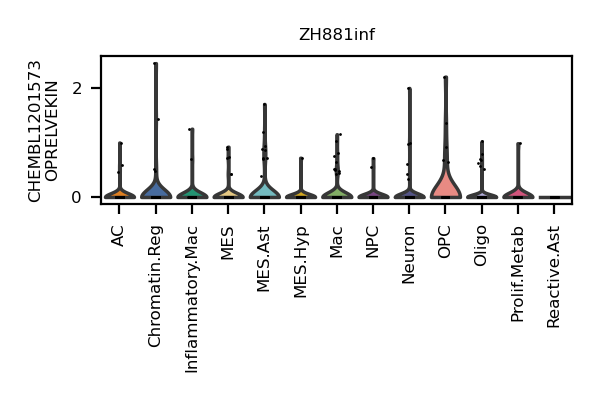 ZH881inf
CHEMBL1201573
OPRELVEKIN
2
0
AC
Chromatin.Reg
Inflammatory.Mac
MES
MES.Ast
MES.Hyp
Mac
NPC
Neuron
OPC
Oligo
Prolif.Metab
Reactive.Ast